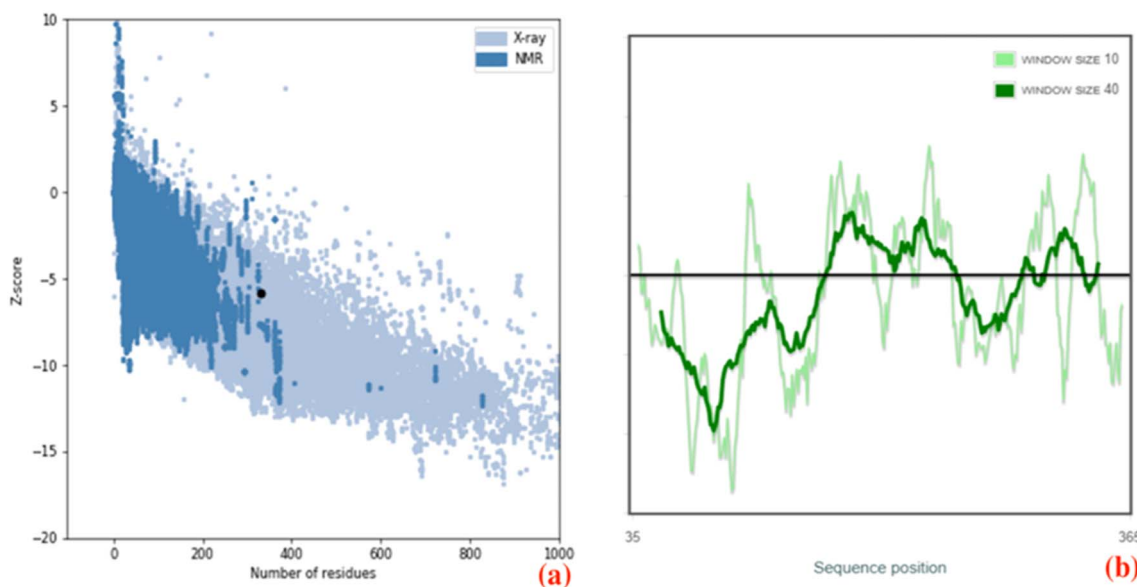 10
5
0
−5
−10
−15
−20
Z-score
0
200
400
600
800
1000
Number of residues
X-ray
NMR
(a)
WINDOW SIZE 10
WINDOW SIZE 40
35
365
Sequence position
(b)